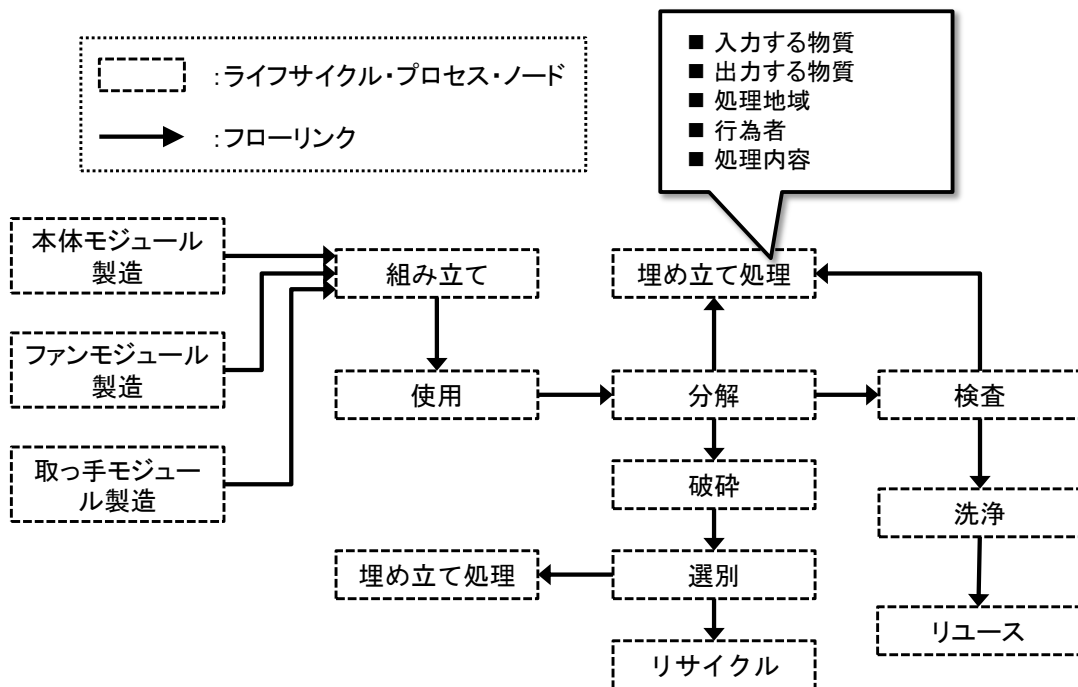 :ライフサイクル・プロセス・ノード
:フローリンク
■ 入力する物質
■ 出力する物質
■ 処理地域
■ 行為者
■ 処理内容
本体モジュール
製造
組み立て
埋め立て処理
ファンモジュール
製造
使用
分解
検査
取っ手モジュー
ル製造
破砕
洗浄
埋め立て処理
選別
リユース
リサイクル